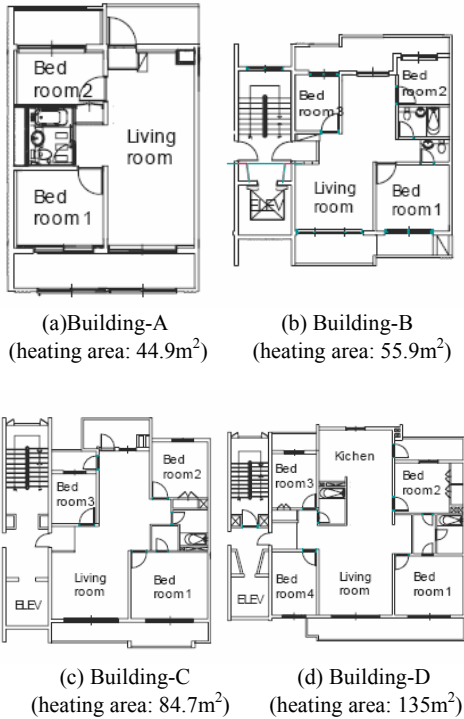 Bed
room2
Living
room
Bed
room1
(a)Building-A
(heating area: 44.9m²)
Bed
room3
Bed
room2
ELEV
Living
room
Bed
room1
(b) Building-B
(heating area: 55.9m²)
Bed
room3
Bed
room2
Living
room
Bed
room1
ELEV
(c) Building-C
(heating area: 84.7m²)
Kichen
Bed
room3
Bed
room2
Bed
room4
Living
room
Bed
room1
ELEV
(d) Building-D
(heating area: 135m²)